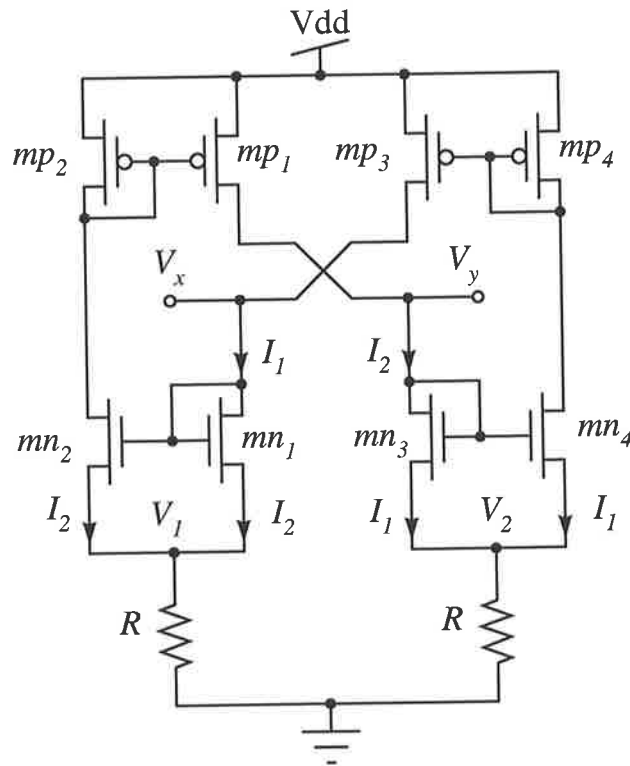 Vdd
mp2 mp1 mp3 mp4
Vx Vy
I1 I2
mn2 mn1 mn3 mn4
I2 V1 I2 I1 V2 I1
R R